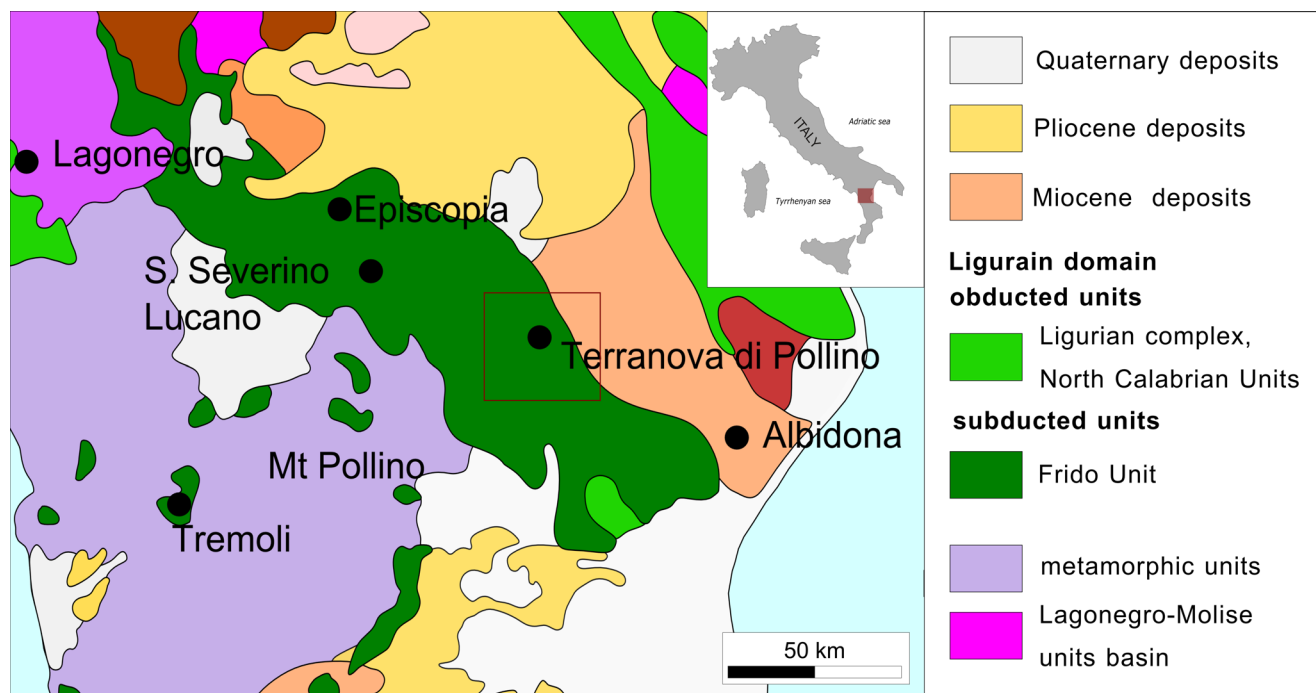 Lagonegro
Episcopia
S. Severino
Lucano
Terranova di Pollino
Albidona
Mt Pollino
Tremoli
50 km
ITALY
Adriatic sea
Tyrrhenyan sea
Quaternary deposits
Pliocene deposits
Miocene deposits
Ligurain domain
obducted units
Ligurian complex,
North Calabrian Units
subducted units
Frido Unit
metamorphic units
Lagonegro-Molise
units basin